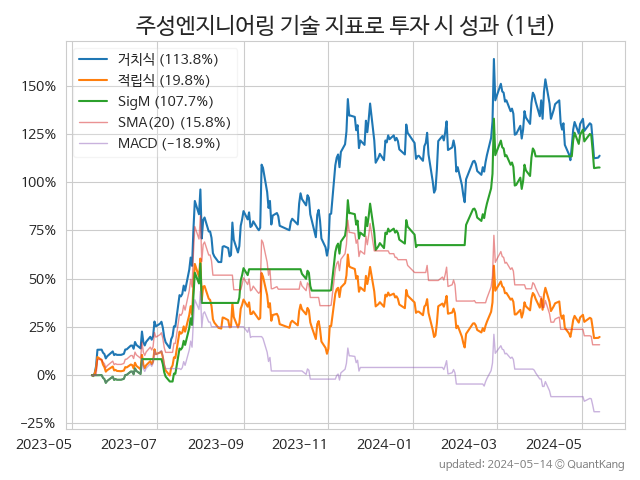 주성엔지니어링 기술 지표로 투자 시 성과 (1년)
거치식 (113.8%)
적립식 (19.8%)
SigM (107.7%)
SMA(20) (15.8%)
MACD (−18.9%)
150%
125%
100%
75%
50%
25%
0%
−25%
2023-05 2023-07 2023-09 2023-11 2024-01 2024-03 2024-05
updated: 2024-05-14 © QuantKang